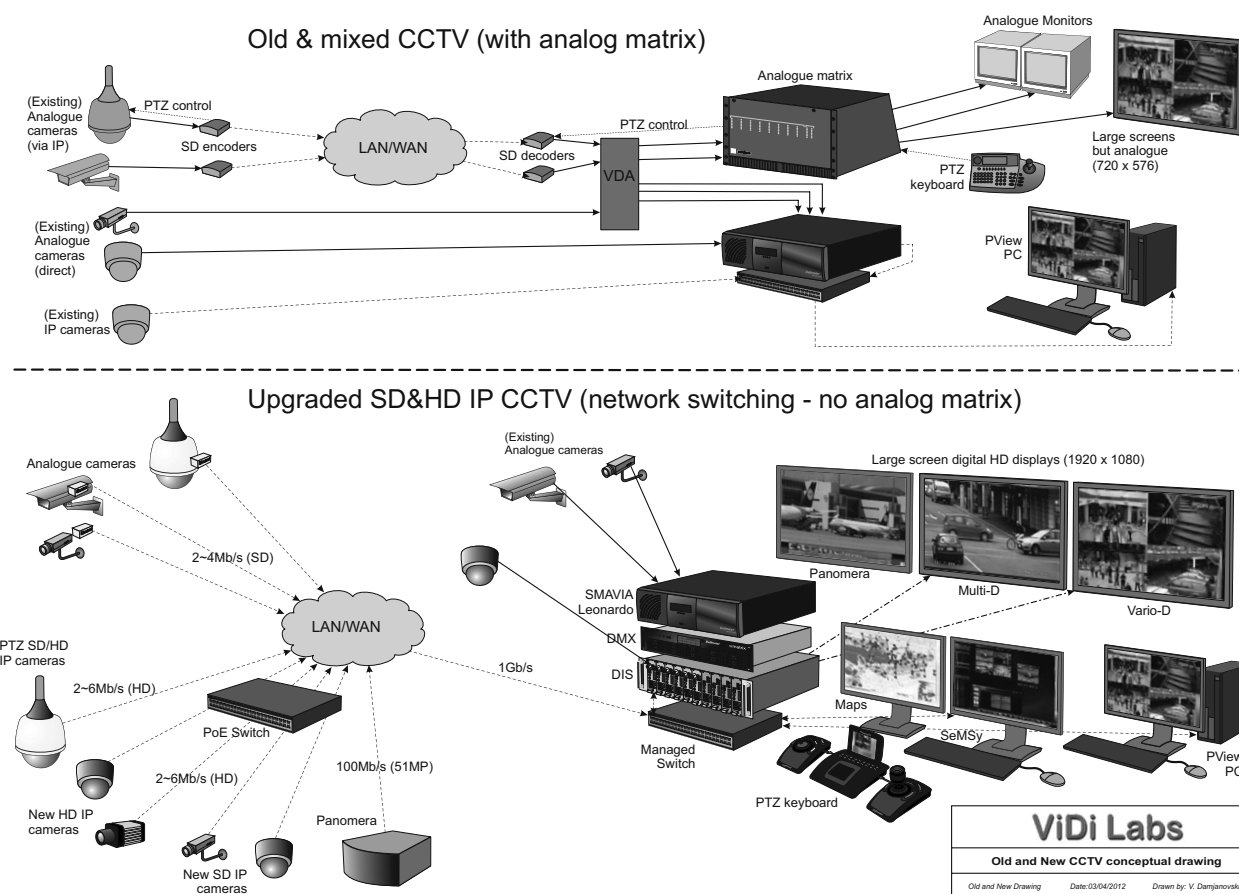 Old & mixed CCTV (with analog matrix)
Analogue Monitors
(Existing)
Analogue
cameras
(via IP)
PTZ control
SD encoders
LAN/WAN
SD decoders
PTZ control
VDA
Analogue matrix
PTZ
keyboard
Large screens
but analogue
(720 x 576)
(Existing)
Analogue
cameras
(direct)
PView
PC
(Existing)
IP cameras
Upgraded SD&HD IP CCTV (network switching - no analog matrix)
Analogue cameras
(Existing)
Analogue cameras
Large screen digital HD displays (1920 x 1080)
2~4Mb/s (SD)
Panomera
Multi-D
Vario-D
SMAVIA
Leonardo
DMX
DIS
LAN/WAN
PTZ SD/HD
IP cameras
2~6Mb/s (HD)
1Gb/s
PoE Switch
Maps
SeMSy
PView
PC
Managed
Switch
2~6Mb/s (HD)
100Mb/s (51MP)
PTZ keyboard
New HD IP
cameras
Panomera
New SD IP
cameras
ViDi Labs
Old and New CCTV conceptual drawing
Old and New Drawing Date:03/04/2012 Drawn by: V.